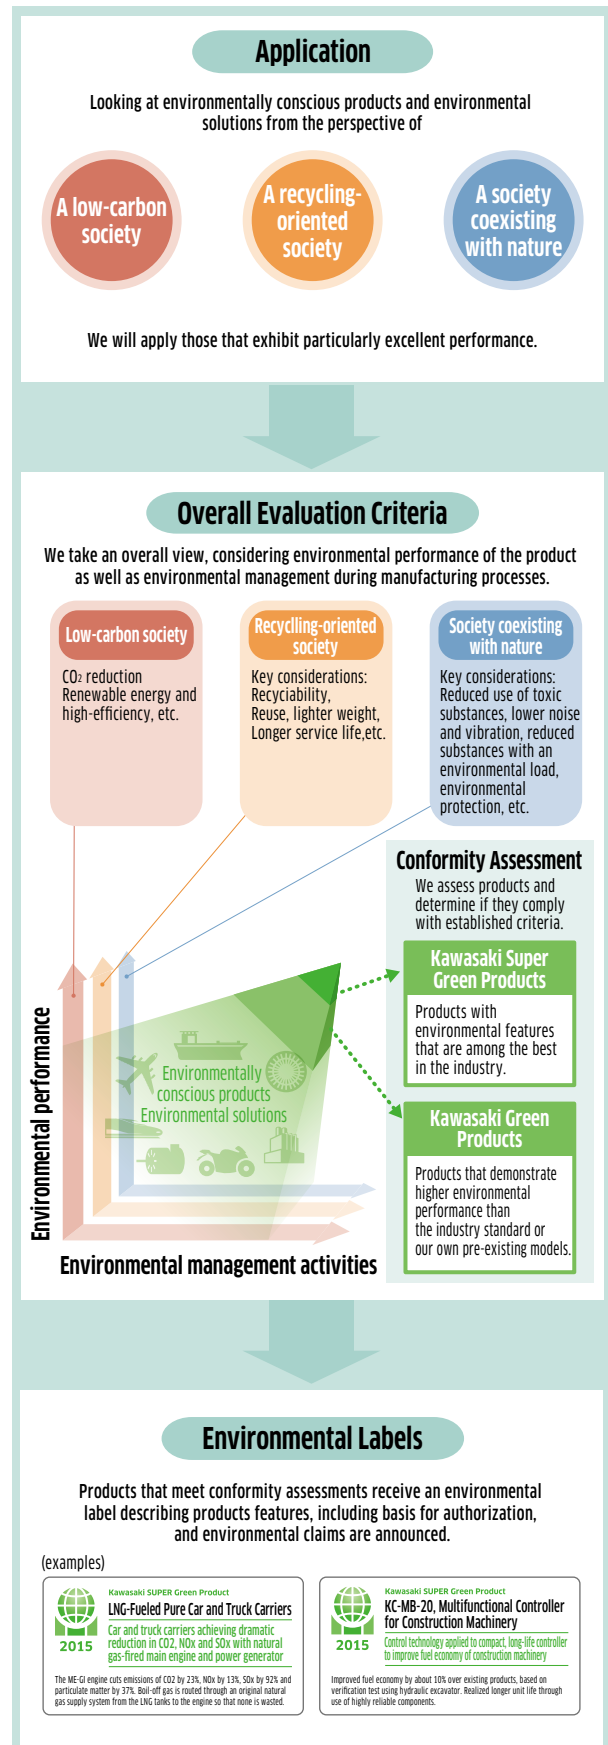 Application
Looking at environmentally conscious products and environmental
solutions from the perspective of
A low-carbon
society
A recycling-
oriented
society
A society
coexisting
with nature
We will apply those that exhibit particularly excellent performance.
Overall Evaluation Criteria
We take an overall view, considering environmental performance of the product
as well as environmental management during manufacturing processes.
Low-carbon society
CO2 reduction
Renewable energy and
high-efficiency, etc.
Recyclling-oriented
society
Key considerations:
Recyciability,
Reuse, lighter weight,
Longer service life,etc.
Society coexisting
with nature
Key considerations:
Reduced use of toxic
substances, lower noise
and vibration, reduced
substances with an
environmental load,
environmental
protection, etc.
Conformity Assessment
We assess products and
determine if they comply
with established criteria.
Kawasaki Super
Green Products
Products with
environmental features
that are among the best
in the industry.
Kawasaki Green
Products
Products that demonstrate
higher environmental
performance than
the industry standard or
our own pre-existing models.
Environmental performance
Environmentally
conscious products
Environmental solutions
Environmental management activities
Environmental Labels
Products that meet conformity assessments receive an environmental
label describing products features, including basis for authorization,
and environmental claims are announced.
(examples)
2015
Kawasaki SUPER Green Product
LNG-Fueled Pure Car and Truck Carriers
Car and truck carriers achieving dramatic
reduction in CO2, NOx and SOx with natural
gas-fired main engine and power generator
The ME-GI engine cuts emissions of CO2 by 23%, NOx by 13%, SOx by 92% and
particulate matter by 37%. Boil-off gas is routed through an original natural
gas supply system from the LNG tanks to the engine so that none is wasted.
2015
Kawasaki SUPER Green Product
KC-MB-20, Multifunctional Controller
for Construction Machinery
Control technology applied to compact, long-life controller
to improve fuel economy of construction machinery
Improved fuel economy by about 10% over existing products, based on
verification test using hydraulic excavator. Realized longer unit life through
use of highly reliable components.